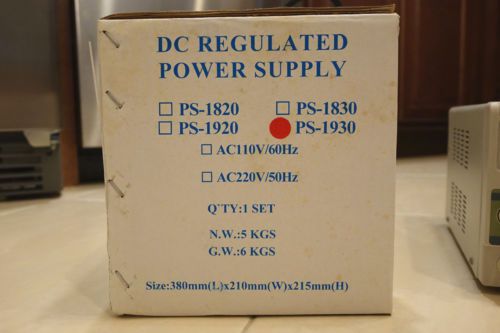 DC REGULATED
POWER SUPPLY
PS-1820 PS-1830
PS-1920 PS-1930
AC110V/60Hz
AC220V/50Hz
Q'TY:1 SET
N.W.:5 KGS
G.W.:6 KGS
Size:380mm(L)x210mm(W)x215mm(H)